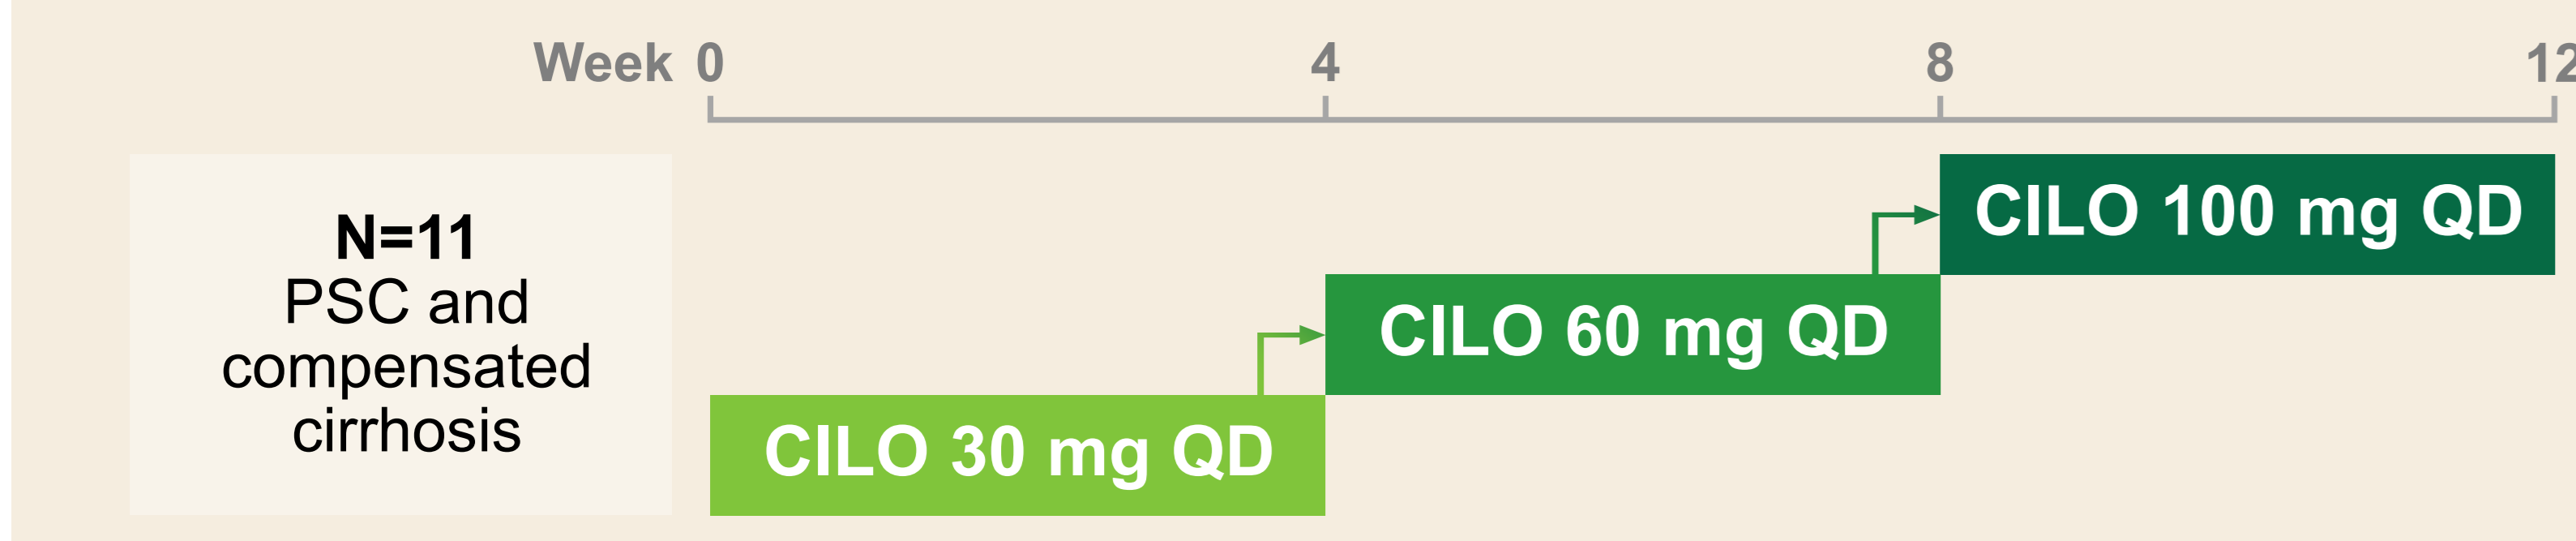 Week 0 4 8 12
N=11
PSC and
compensated
cirrhosis
CILO 100 mg QD
CILO 60 mg QD
CILO 30 mg QD